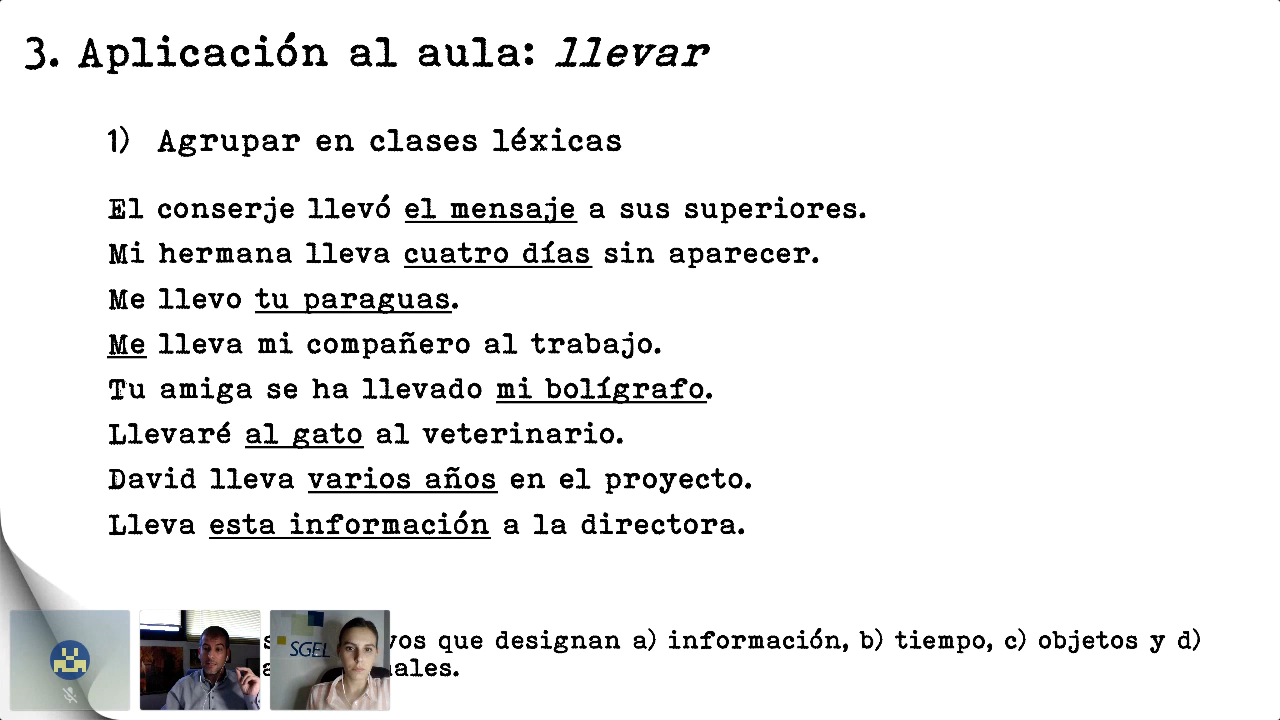 3. Aplicación al aula: llevar
1) Agrupar en clases léxicas
El conserje llevó el mensaje a sus superiores.
Mi hermana lleva cuatro días sin aparecer.
Me llevo tu paraguas.
Me lleva mi compañero al trabajo.
Tu amiga se ha llevado mi bolígrafo.
Llevaré al gato al veterinario.
David lleva varios años en el proyecto.
Lleva esta información a la directora.
que designan a) información, b) tiempo, c) objetos y d)
SGEL